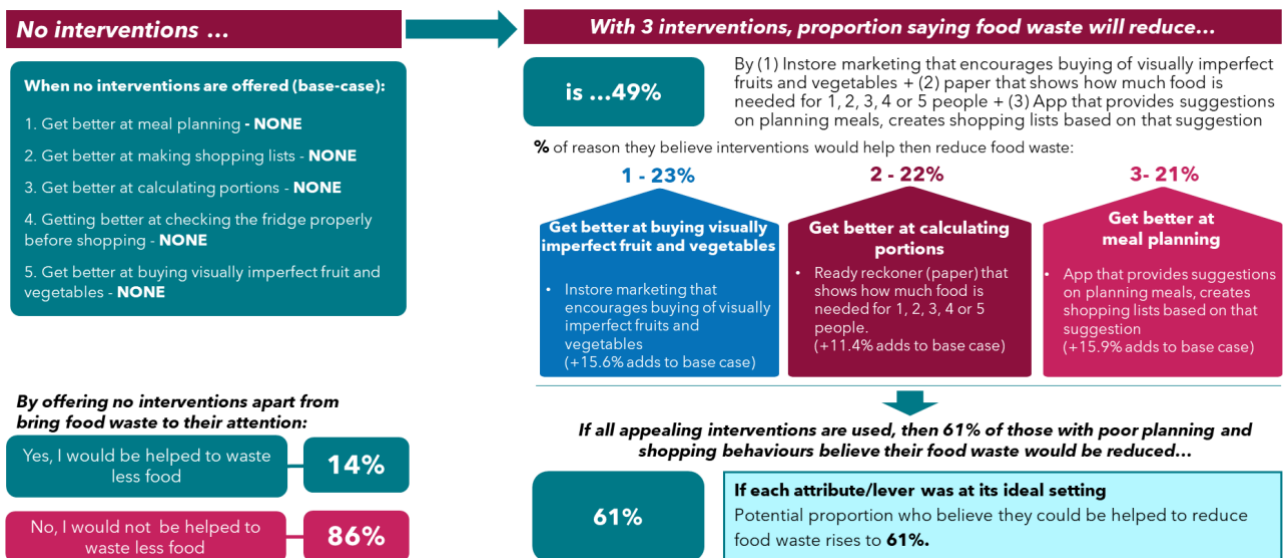 No interventions …
When no interventions are offered (base-case):
1. Get better at meal planning - NONE
2. Get better at making shopping lists - NONE
3. Get better at calculating portions - NONE
4. Getting better at checking the fridge properly
before shopping - NONE
5. Get better at buying visually imperfect fruit and
vegetables - NONE
By offering no interventions apart from
bring food waste to their attention:
Yes, I would be helped to waste
less food
14%
No, I would not be helped to
waste less food
86%
With 3 interventions, proportion saying food waste will reduce…
is …49%
By (1) Instore marketing that encourages buying of visually imperfect
fruits and vegetables + (2) paper that shows how much food is
needed for 1, 2, 3, 4 or 5 people + (3) App that provides suggestions
on planning meals, creates shopping lists based on that suggestion
% of reason they believe interventions would help then reduce food waste:
1 - 23%
Get better at buying visually
imperfect fruit and vegetables
• Instore marketing that
encourages buying of visually
imperfect fruits and
vegetables
(+15.6% adds to base case)
2 - 22%
Get better at calculating
portions
• Ready reckoner (paper) that
shows how much food is
needed for 1, 2, 3, 4 or 5
people.
(+11.4% adds to base case)
3- 21%
Get better at
meal planning
• App that provides suggestions
on planning meals, creates
shopping lists based on that
suggestion
(+15.9% adds to base case)
If all appealing interventions are used, then 61% of those with poor planning and
shopping behaviours believe their food waste would be reduced…
61%
If each attribute/lever was at its ideal setting
Potential proportion who believe they could be helped to reduce
food waste rises to 61%.